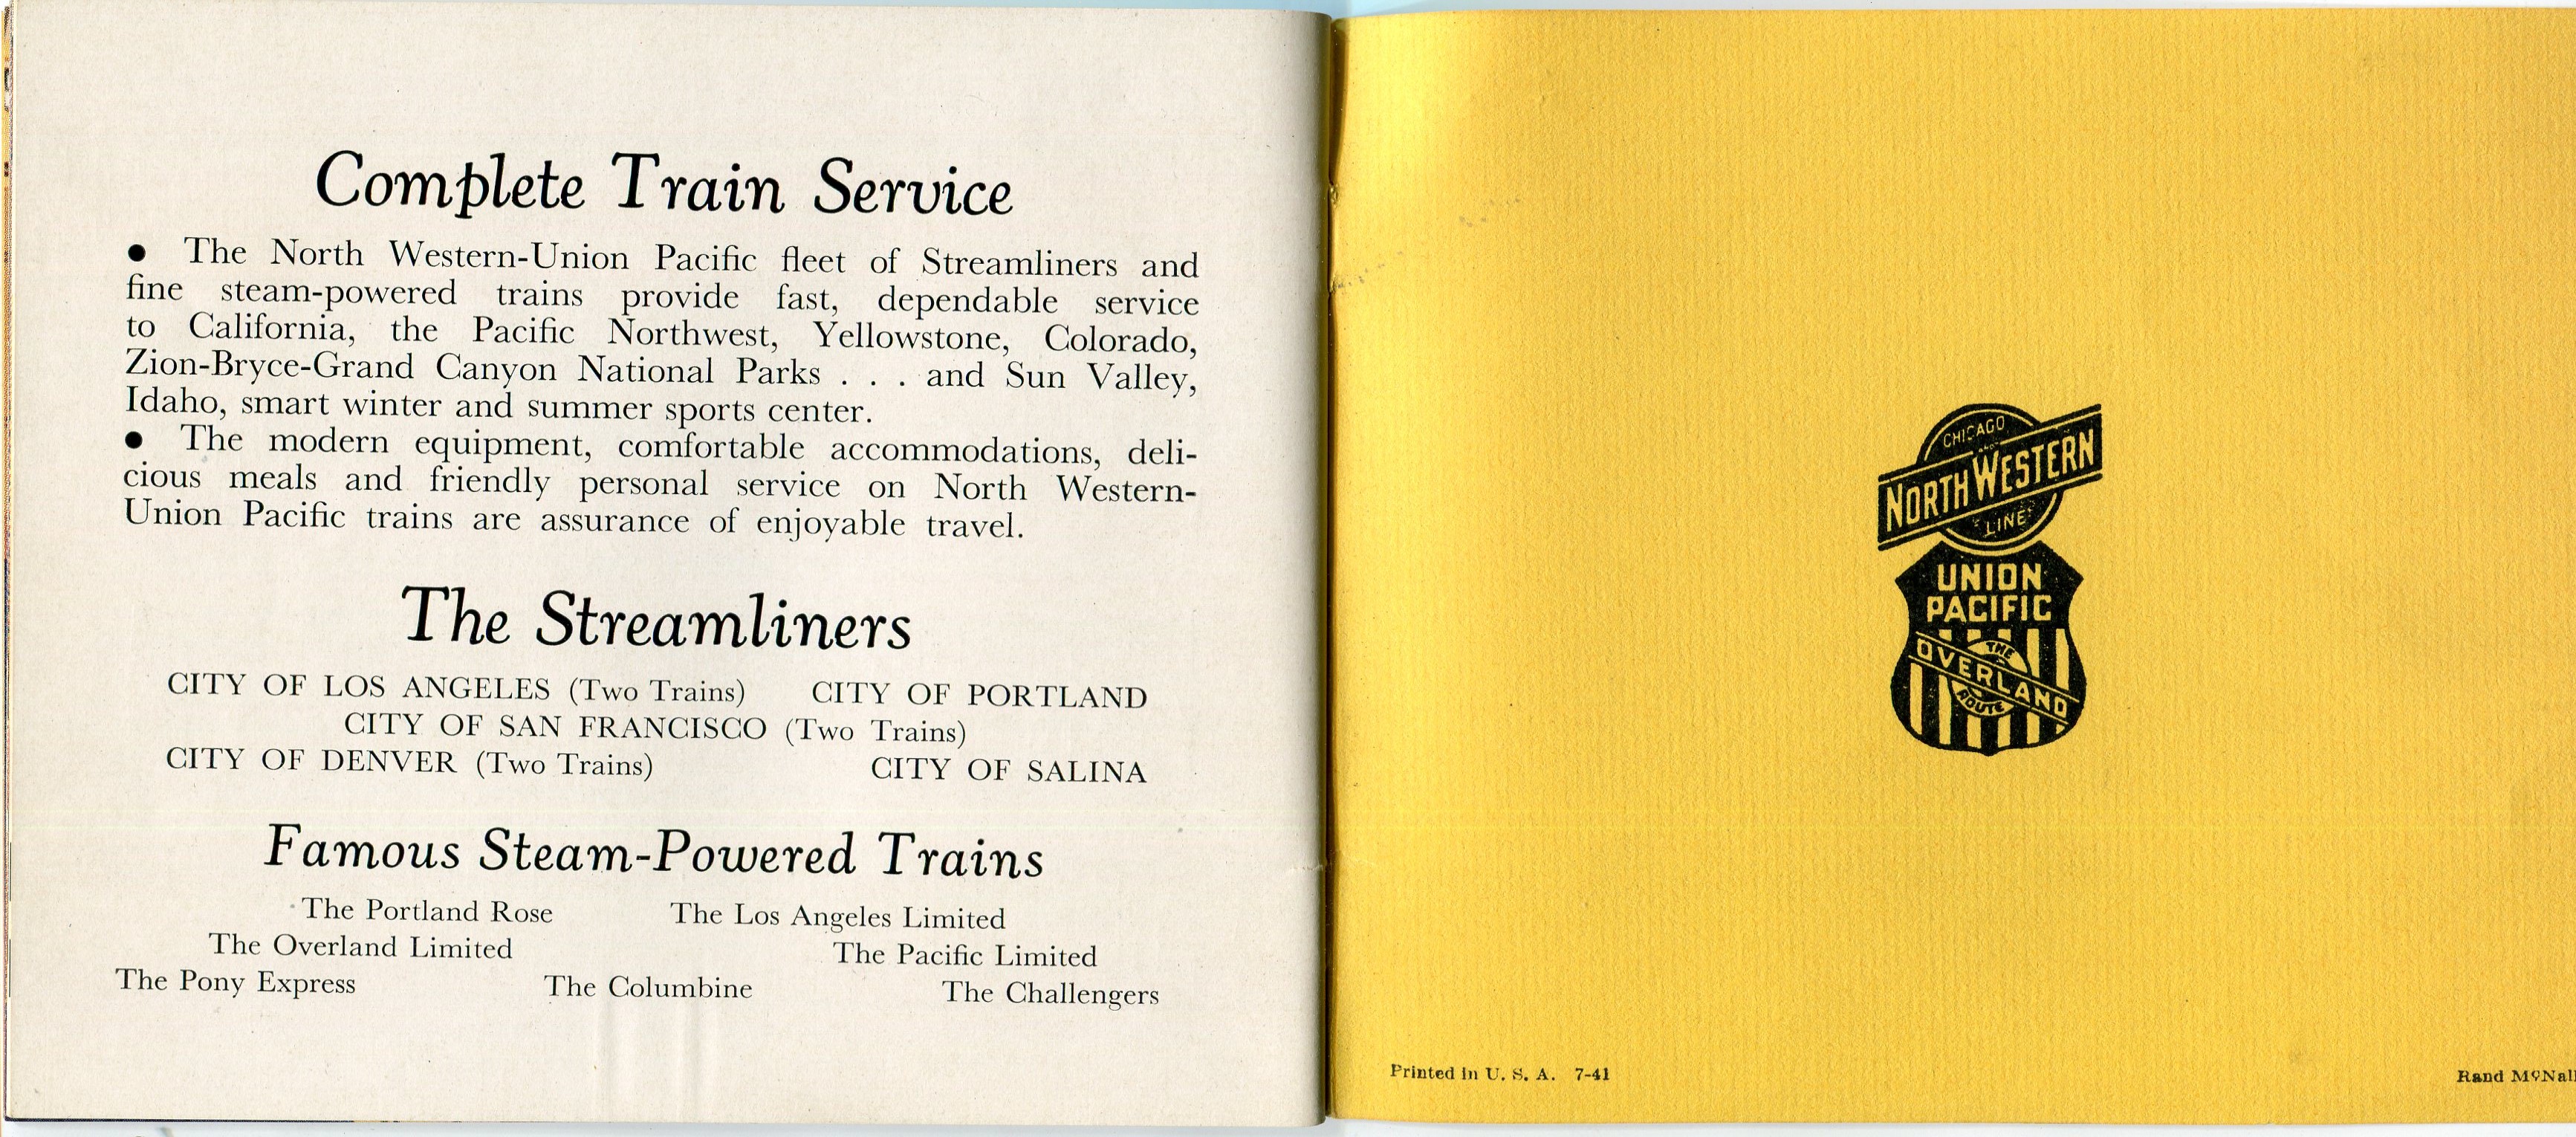 Complete Train Service
• The North Western-Union Pacific fleet of Streamliners and
fine steam-powered trains provide fast, dependable service
to California, the Pacific Northwest, Yellowstone, Colorado,
Zion-Bryce-Grand Canyon National Parks . . . and Sun Valley,
Idaho, smart winter and summer sports center.
• The modern equipment, comfortable accommodations, deli-
cious meals and friendly personal service on North Western-
Union Pacific trains are assurance of enjoyable travel.
The Streamliners
CITY OF LOS ANGELES (Two Trains) CITY OF PORTLAND
CITY OF SAN FRANCISCO (Two Trains)
CITY OF DENVER (Two Trains) CITY OF SALINA
Famous Steam-Powered Trains
The Portland Rose The Los Angeles Limited
The Overland Limited The Pacific Limited
The Pony Express The Columbine The Challengers
CHICAGO
NORTH WESTERN
LINE
UNION
PACIFIC
THE
OVERLAND
ROUTE
Printed in U. S. A. 7-41
Rand